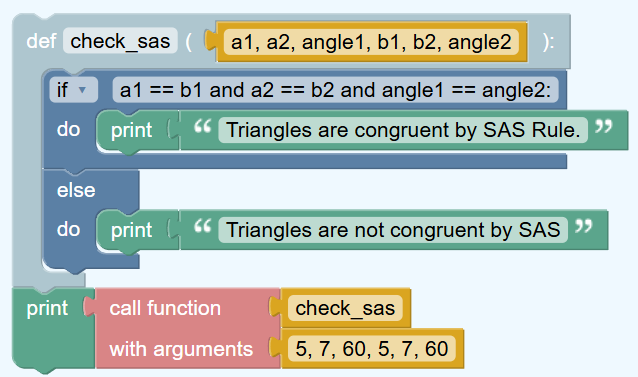 def check_sas ( a1, a2, angle1, b1, b2, angle2 ):
if a1 == b1 and a2 == b2 and angle1 == angle2:
do print “ Triangles are congruent by SAS Rule. ”
else
do print “ Triangles are not congruent by SAS ”
print call function check_sas
with arguments 5, 7, 60, 5, 7, 60